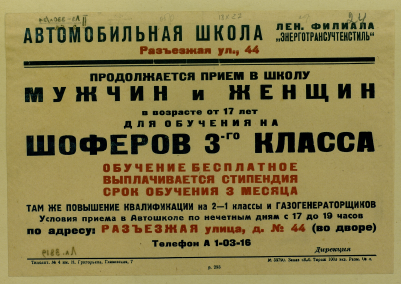 АВТОМОБИЛЬНАЯ ШКОЛА
ЛЕН. ФИЛИАЛА
„ЭНЕРГОТРАНСУЧТЕКСТИЛЬ"
Разъезжая ул., 44
ПРОДОЛЖАЕТСЯ ПРИЕМ В ШКОЛУ
МУЖЧИН и ЖЕНЩИН
в возрасте от 17 лет
ДЛЯ ОБУЧЕНИЯ НА
ШОФЕРОВ 3-го КЛАССА
ОБУЧЕНИЕ БЕСПЛАТНОЕ
ВЫПЛАЧИВАЕТСЯ СТИПЕНДИЯ
СРОК ОБУЧЕНИЯ 3 МЕСЯЦА
ТАМ ЖЕ ПОВЫШЕНИЕ КВАЛИФИКАЦИИ на 2—1 классы и ГАЗОГЕНЕРАТОРЩИКОВ
Условия приема в Автошколе по нечетным дням с 17 до 19 часов
по адресу: РАЗЪЕЗЖАЯ улица, д. № 44 (во дворе)
Телефон А 1-03-16
Дирекция